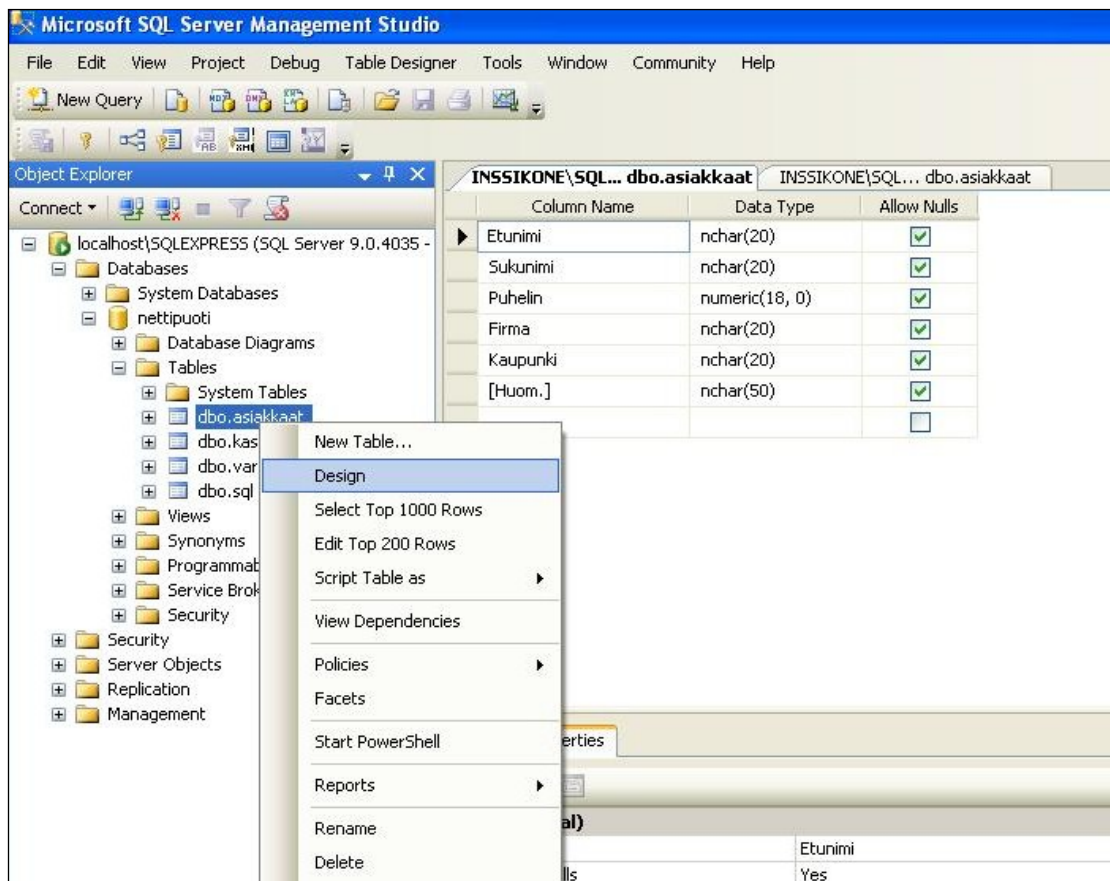 Microsoft SQL Server Management Studio
File Edit View Project Debug Table Designer Tools Window Community Help
New Query
Object Explorer
Connect
localhost\SQLEXPRESS (SQL Server 9.0.4035 -
Databases
System Databases
nettipuoti
Database Diagrams
Tables
System Tables
dbo.asiakkaat
dbo.kas
dbo.var
dbo.sql
Views
Synonyms
Programmab
Service Brok
Security
Security
Server Objects
Replication
Management
New Table...
Design
Select Top 1000 Rows
Edit Top 200 Rows
Script Table as
View Dependencies
Policies
Facets
Start PowerShell
Reports
Rename
Delete
INSSIKONE\SQL... dbo.asiakkaat INSSIKONE\SQL... dbo.asiakkaat
Column Name Data Type Allow Nulls
Etunimi nchar(20)
Sukunimi nchar(20)
Puhelin numeric(18, 0)
Firma nchar(20)
Kaupunki nchar(20)
[Huom.] nchar(50)
erties
al)
Etunimi
lls Yes